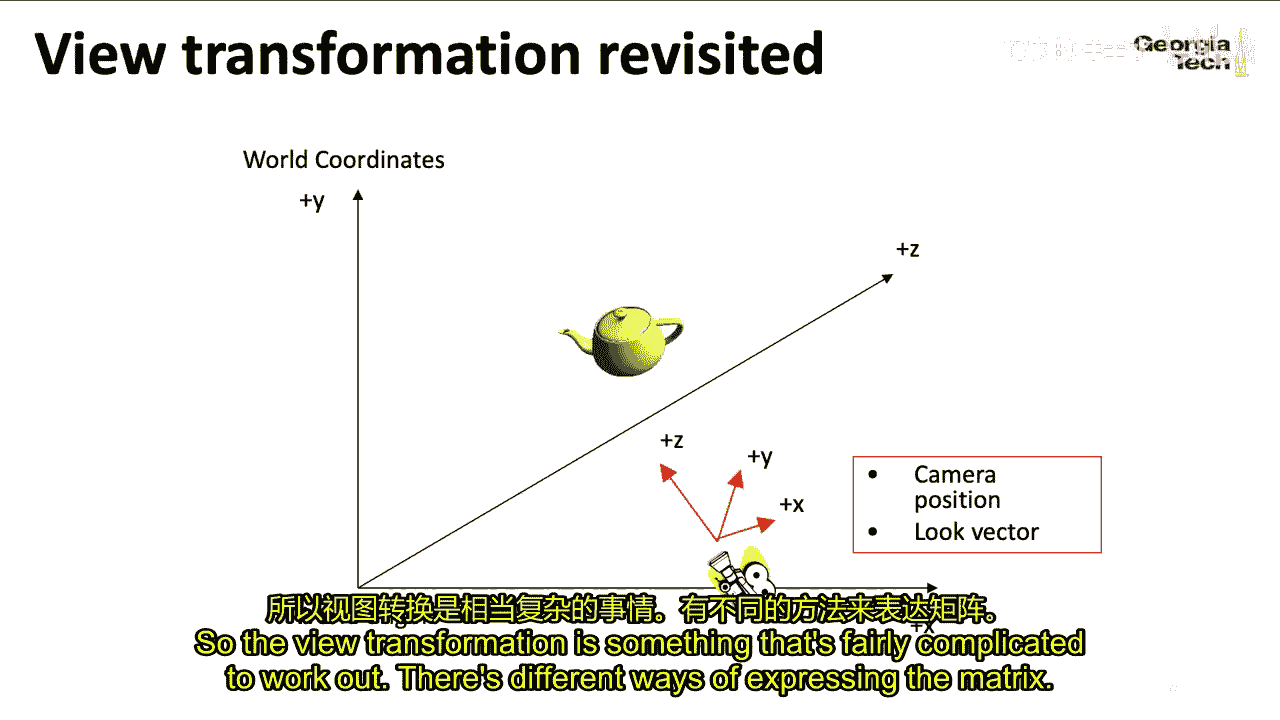 View transformation revisited
Georgia
Tech
World Coordinates
+y
+z
+z
+y
+x
• Camera
position
• Look vector
+x
所以视图转换是相当复杂的事情。有不同的方法来表达矩阵。
So the view transformation is something that's fairly complicated
to work out. There's different ways of expressing the matrix.